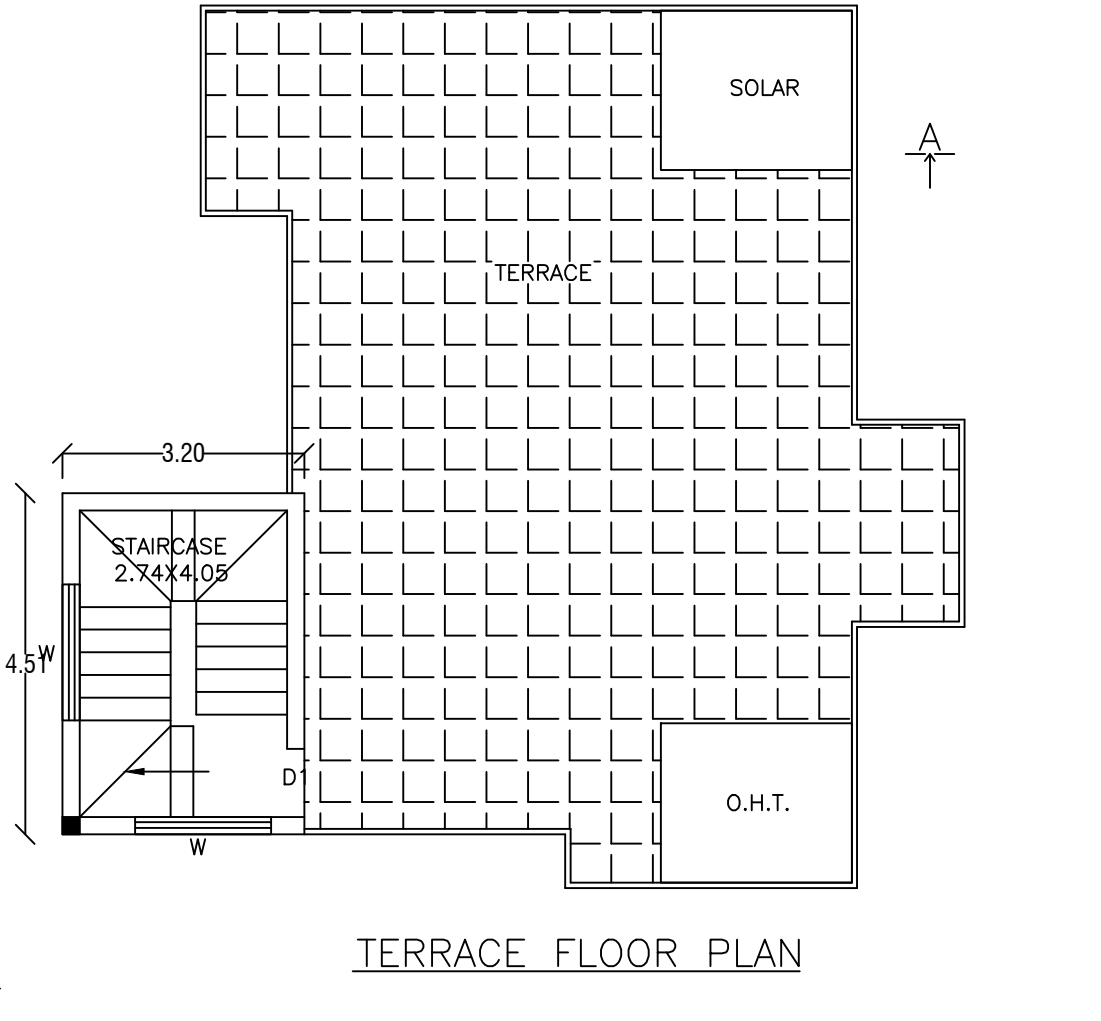 SOLAR
A
TERRACE
3.20
STAIRCASE
2.74X4.05
W
4.51
D1
O.H.T.
W
TERRACE FLOOR PLAN